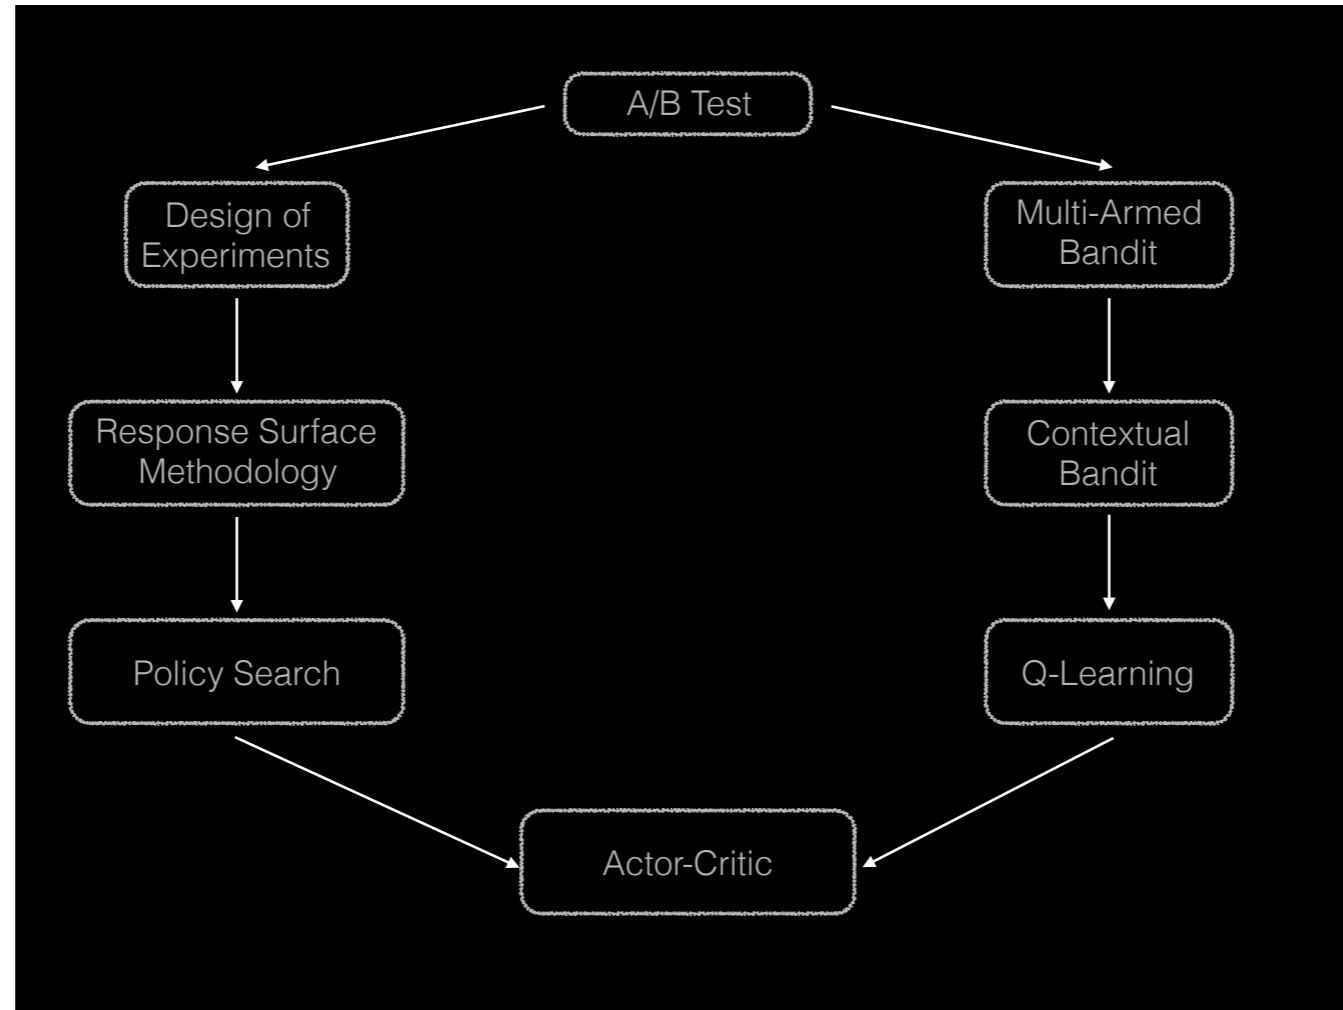 A/B Test
Design of
Experiments
Multi-Armed
Bandit
Response Surface
Methodology
Contextual
Bandit
Policy Search
Q-Learning
Actor-Critic